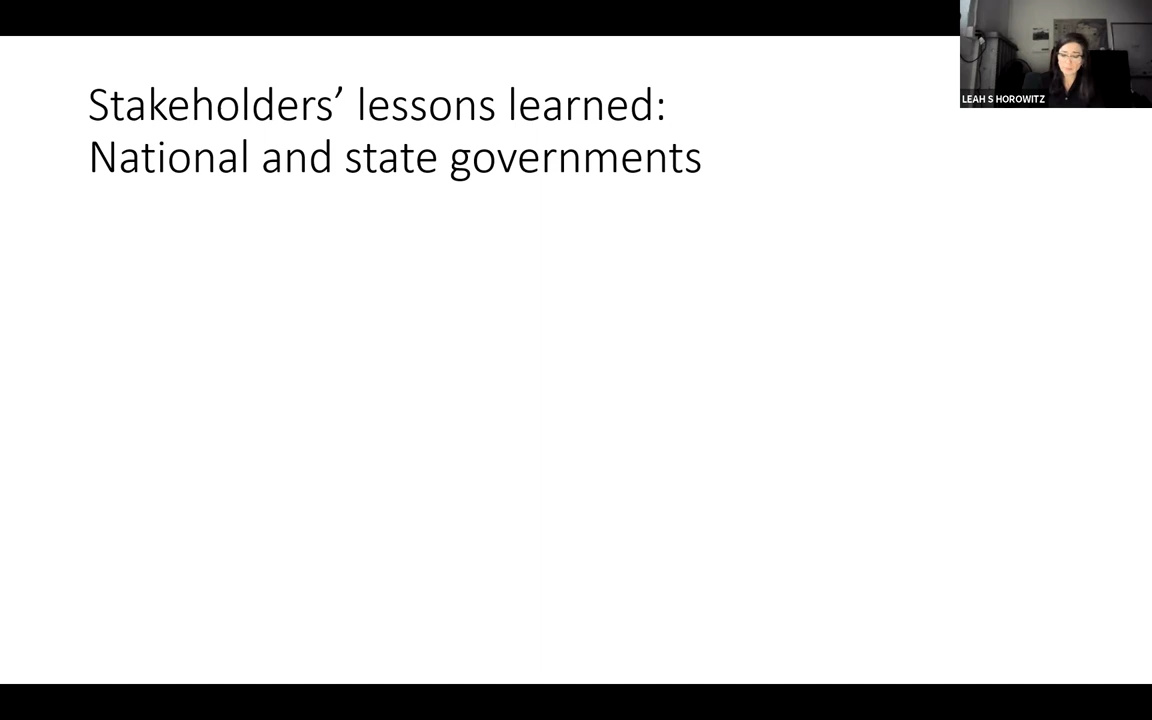 Stakeholders’ lessons learned:
National and state governments
LEAH S HOROWITZ